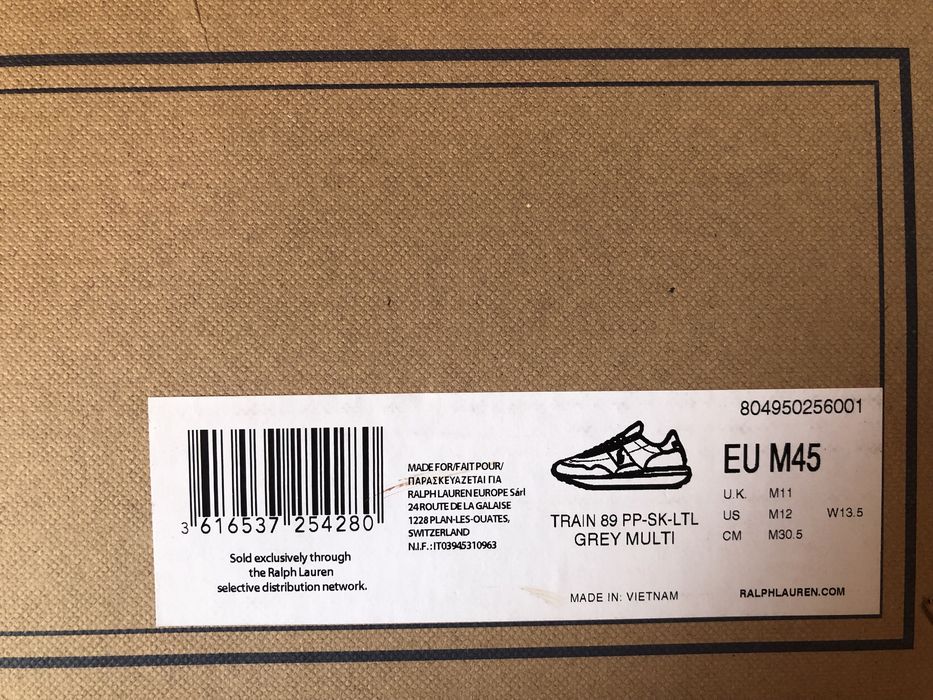 804950256001
3 616537 254280
Sold exclusively through
the Ralph Lauren
selective distribution network.
MADE FOR/FAIT POUR/
ΠΑΡΑΣΚΕΥΑΖΕΤΑΙ ΓΙΑ
RALPH LAUREN EUROPE Sárl
24 ROUTE DE LA GALAISE
1228 PLAN-LES-OUATES,
SWITZERLAND
N.I.F.: IT03945310963
TRAIN 89 PP-SK-LTL
GREY MULTI
MADE IN: VIETNAM
EU M45
U.K. M11
US M12 W13.5
CM M30.5
RALPHLAUREN.COM